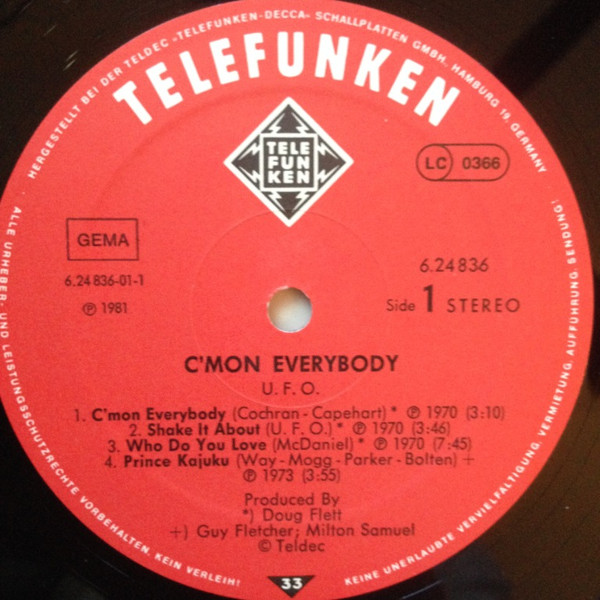 HERGESTELLT BEI DER TELDEC »TELEFUNKEN-DECCA« SCHALLPLATTEN GMBH · HAMBURG 19, GERMANY
TELEFUNKEN
TELE
FUN
KEN
LC 0366
GEMA
6.24 836-01-1
℗ 1981
6.24 836
Side 1 STEREO
C'MON EVERYBODY
U. F. O.
1. C'mon Everybody (Cochran - Capehart) * ℗ 1970 (3:10)
2. Shake It About (U. F. O.) * ℗ 1970 (3:46)
3. Who Do You Love (McDaniel) * ℗ 1970 (7:45)
4. Prince Kajuku (Way - Mogg - Parker - Bolten) +
℗ 1973 (3:55)
Produced By
*) Doug Flett
+) Guy Fletcher; Milton Samuel
© Teldec
33
ALLE URHEBER- UND LEISTUNGSSCHUTZRECHTE VORBEHALTEN. KEIN VERLEIH! KEINE UNERLAUBTE VERVIELFÄLTIGUNG, VERMIETUNG, AUFFÜHRUNG, SENDUNG!